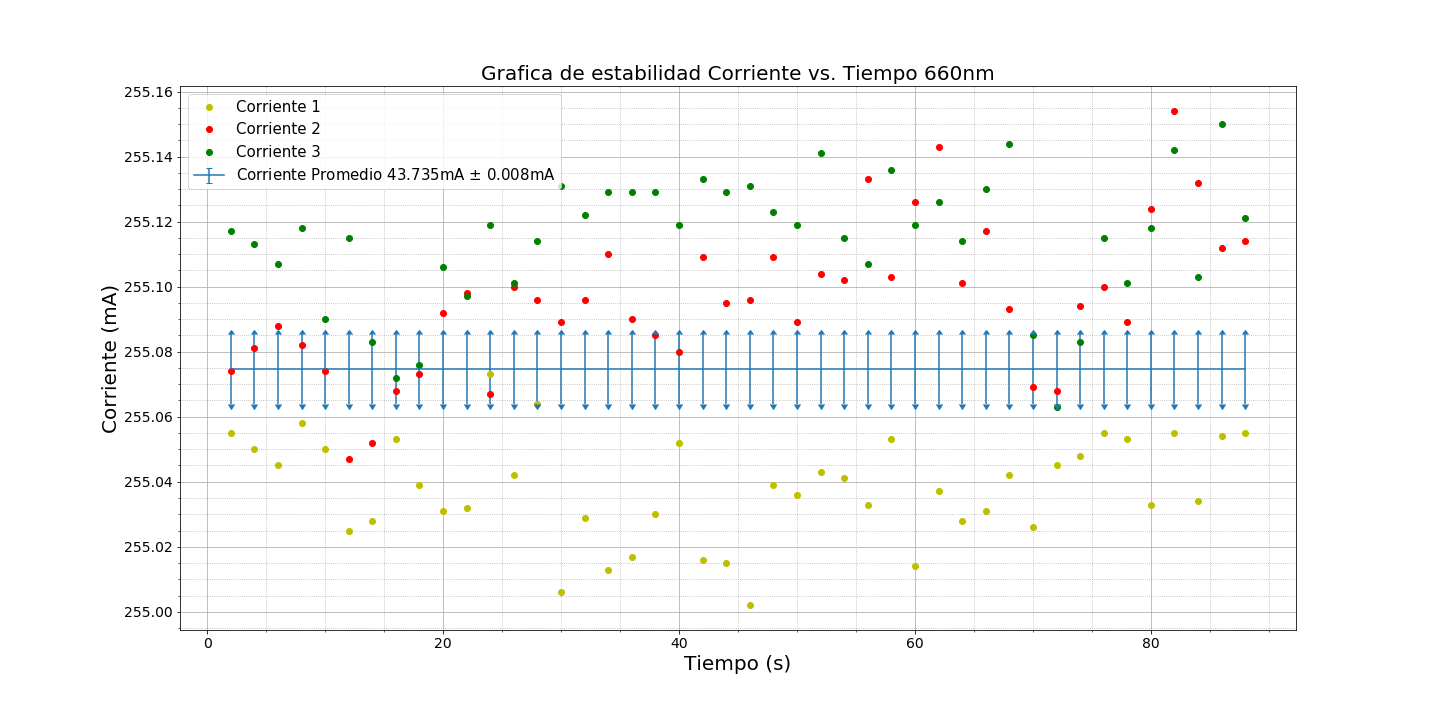 Grafica de estabilidad Corriente vs. Tiempo 660nm
Corriente 1
Corriente 2
Corriente 3
Corriente Promedio 43.735mA ± 0.008mA
Corriente (mA)
255.16
255.14
255.12
255.10
255.08
255.06
255.04
255.02
255.00
0 20 40 60 80
Tiempo (s)